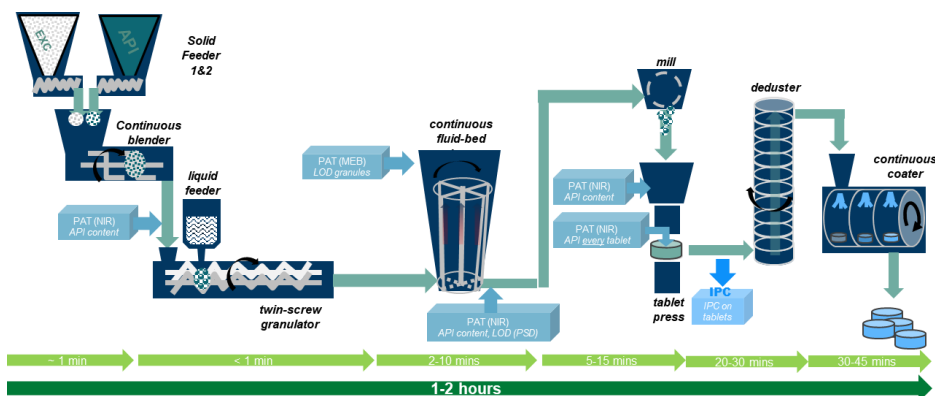 EXC
API
Solid
Feeder
1&2
Continuous
blender
liquid
feeder
PAT (NIR)
API content
twin-screw
granulator
PAT (MEB)
LOD granules
continuous
fluid-bed
PAT (NIR)
API content, LOD (PSD)
mill
PAT (NIR)
API content
PAT (NIR)
API every tablet
tablet
press
IPC
IPC on
tablets
deduster
continuous
coater
~ 1 min
< 1 min
2-10 mins
5-15 mins
20-30 mins
30-45 mins
1-2 hours